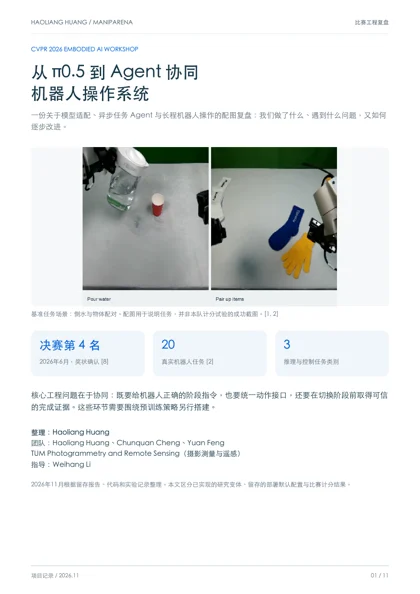 HAOLIANG HUANG / MANIPARENA
比赛工程复盘
CVPR 2026 EMBODIED AI WORKSHOP
从 π0.5 到 Agent 协同
机器人操作系统
一份关于模型适配、异步任务 Agent 与长程机器人操作的配图复盘：我们做了什么、遇到什么问题，又如何
逐步改进。
Pour water
Pair up items
基准任务场景：倒水与物体配对。配图用于说明任务，并非本队计分试验的成功截图。[1, 2]
决赛第 4 名
2026年6月 · 奖状确认 [8]
20
真实机器人任务 [2]
3
推理与控制任务类别
核心工程问题在于协同：既要给机器人正确的阶段指令，也要统一动作接口，还要在切换阶段前取得可信
的完成证据。这些环节需要围绕预训练策略另行搭建。
整理：Haoliang Huang
团队：Haoliang Huang、Chunquan Cheng、Yuan Feng
TUM Photogrammetry and Remote Sensing（摄影测量与遥感）
指导：Weihang Li
2026年11月根据留存报告、代码和实验记录整理。本文区分已实现的研究变体、留存的部署默认配置与比赛计分结果。
项目记录 / 2026.11
01 / 11